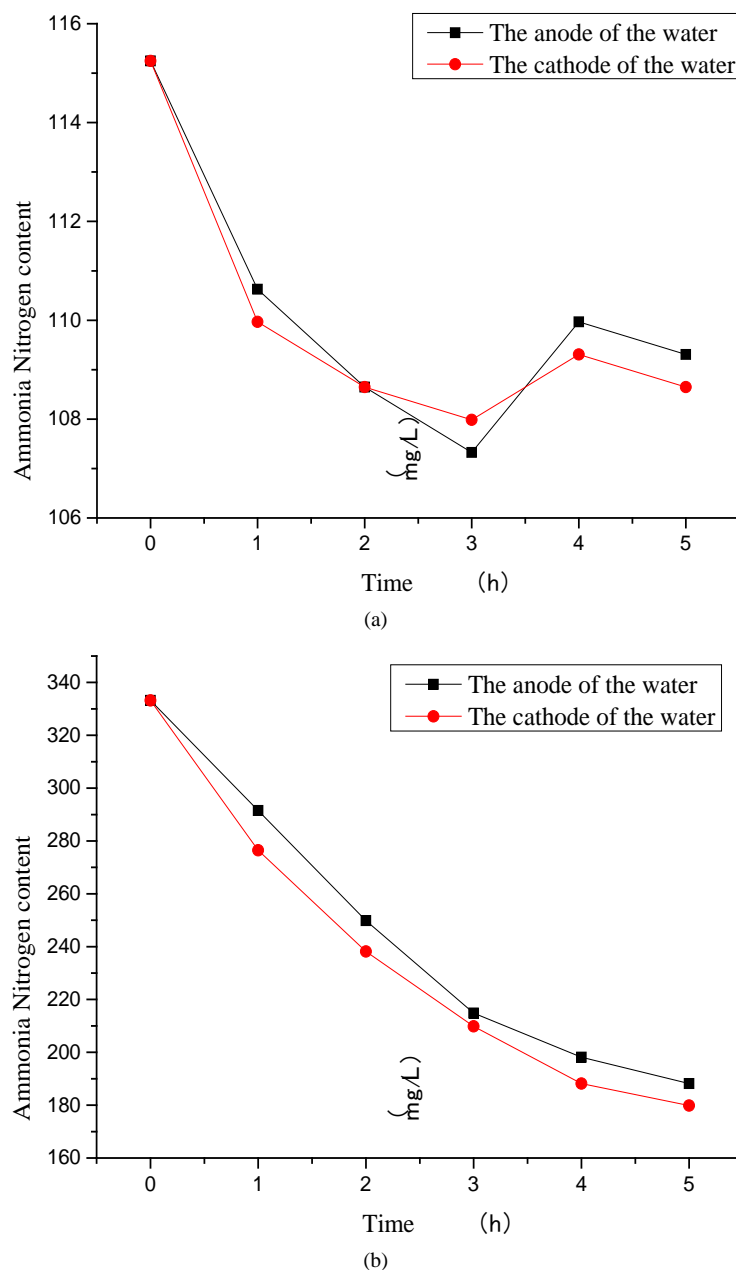 116
114
112
110
108
106
Ammonia Nitrogen content
(mg/L)
The anode of the water
The cathode of the water
0 1 2 3 4 5
Time (h)
(a)
340
320
300
280
260
240
220
200
180
160
Ammonia Nitrogen content
(mg/L)
The anode of the water
The cathode of the water
0 1 2 3 4 5
Time (h)
(b)